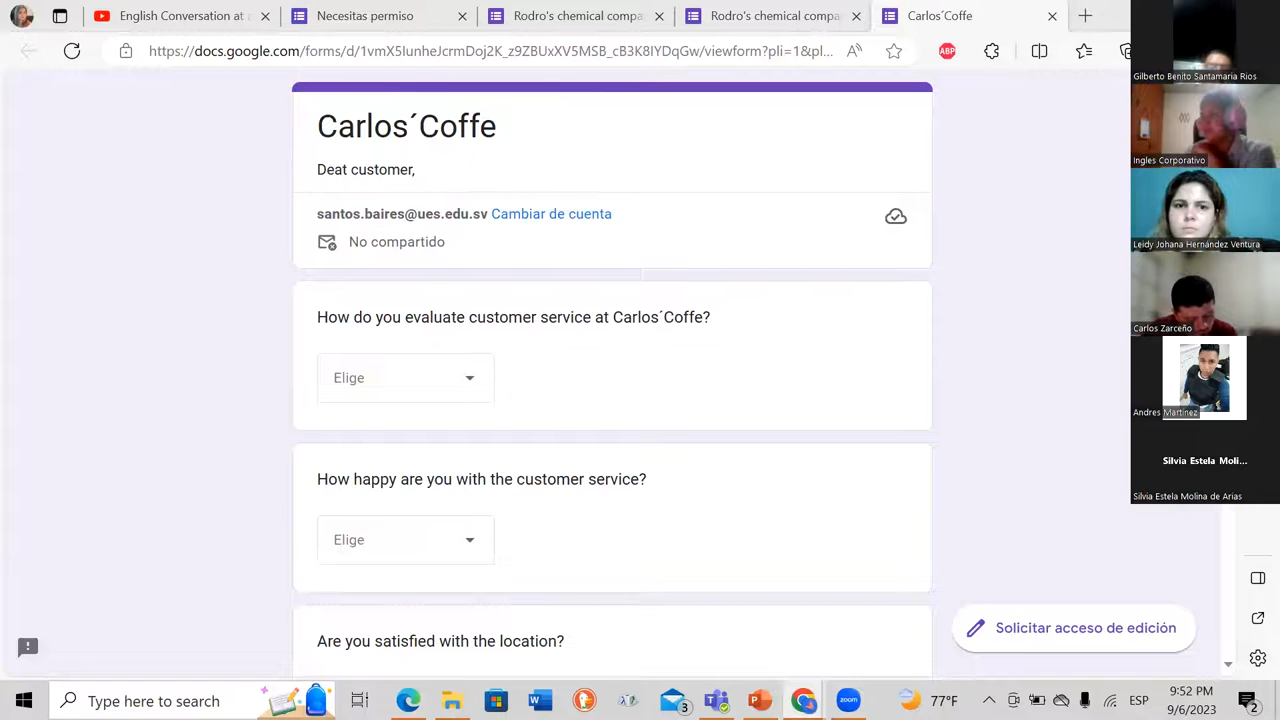 English Conversation at a
Necesitas permiso
Rodro's chemical compa
Rodro's chemical compa
Carlos´Coffe
https://docs.google.com/forms/d/1vmX5IunheJcrmDoj2K_z9ZBUxXV5MSB_cB3K8IYDqGw/viewform?pli=1&pl...
ABP
Carlos´Coffe
Deat customer,
santos.baires@ues.edu.sv Cambiar de cuenta
No compartido
How do you evaluate customer service at Carlos´Coffe?
Elige
How happy are you with the customer service?
Elige
Are you satisfied with the location?
Solicitar acceso de edición
Gilberto Benito Santamaria Rios
Ingles Corporativo
Leidy Johana Hernández Ventura
Carlos Zarceño
Andres Martinez
Silvia Estela Moli...
Silvia Estela Molina de Arias
Type here to search
3
zoom
77°F
ESP
9:52 PM
9/6/2023
2